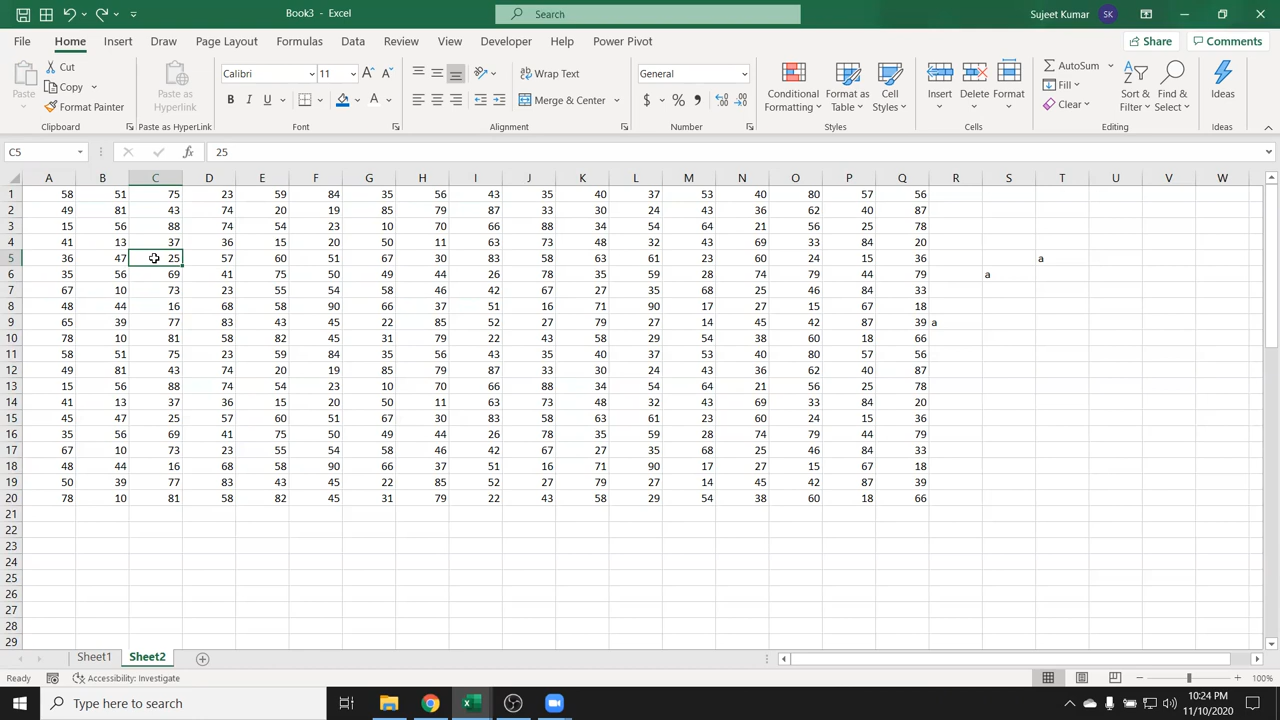 Book3 - Excel
Search
Sujeet Kumar
SK
File Home Insert Draw Page Layout Formulas Data Review View Developer Help Power Pivot
Share
Comments
Paste
Cut
Copy
Format Painter
Clipboard
Paste as
HyperLink
Paste as HyperLink
Calibri
11
B I U
Font
Wrap Text
Merge & Center
Alignment
General
$ % ,
Number
Conditional
Formatting
Format as
Table
Cell
Styles
Styles
Insert
Delete
Format
Cells
AutoSum
Fill
Clear
Sort &
Filter
Find &
Select
Editing
Ideas
Ideas
C5
fx
25
A B C D E F G H I J K L M N O P Q R S T U V W
1 58 51 75 23 59 84 35 56 43 35 40 37 53 40 80 57 56
2 49 81 43 74 20 19 85 79 87 33 30 24 43 36 62 40 87
3 15 56 88 74 54 23 10 70 66 88 34 54 64 21 56 25 78
4 41 13 37 36 15 20 50 11 63 73 48 32 43 69 33 84 20
5 36 47 25 57 60 51 67 30 83 58 63 61 23 60 24 15 36 a
6 35 56 69 41 75 50 49 44 26 78 35 59 28 74 79 44 79 a
7 67 10 73 23 55 54 58 46 42 67 27 35 68 25 46 84 33
8 48 44 16 68 58 90 66 37 51 16 71 90 17 27 15 67 18
9 65 39 77 83 43 45 22 85 52 27 79 27 14 45 42 87 39 a
10 78 10 81 58 82 45 31 79 22 43 58 29 54 38 60 18 66
11 58 51 75 23 59 84 35 56 43 35 40 37 53 40 80 57 56
12 49 81 43 74 20 19 85 79 87 33 30 24 43 36 62 40 87
13 15 56 88 74 54 23 10 70 66 88 34 54 64 21 56 25 78
14 41 13 37 36 15 20 50 11 63 73 48 32 43 69 33 84 20
15 45 47 25 57 60 51 67 30 83 58 63 61 23 60 24 15 36
16 35 56 69 41 75 50 49 44 26 78 35 59 28 74 79 44 79
17 67 10 73 23 55 54 58 46 42 67 27 35 68 25 46 84 33
18 48 44 16 68 58 90 66 37 51 16 71 90 17 27 15 67 18
19 50 39 77 83 43 45 22 85 52 27 79 27 14 45 42 87 39
20 78 10 81 58 82 45 31 79 22 43 58 29 54 38 60 18 66
21
22
23
24
25
26
27
28
29
Sheet1
Sheet2
Ready
Accessibility: Investigate
100%
Type here to search
10:24 PM
11/10/2020